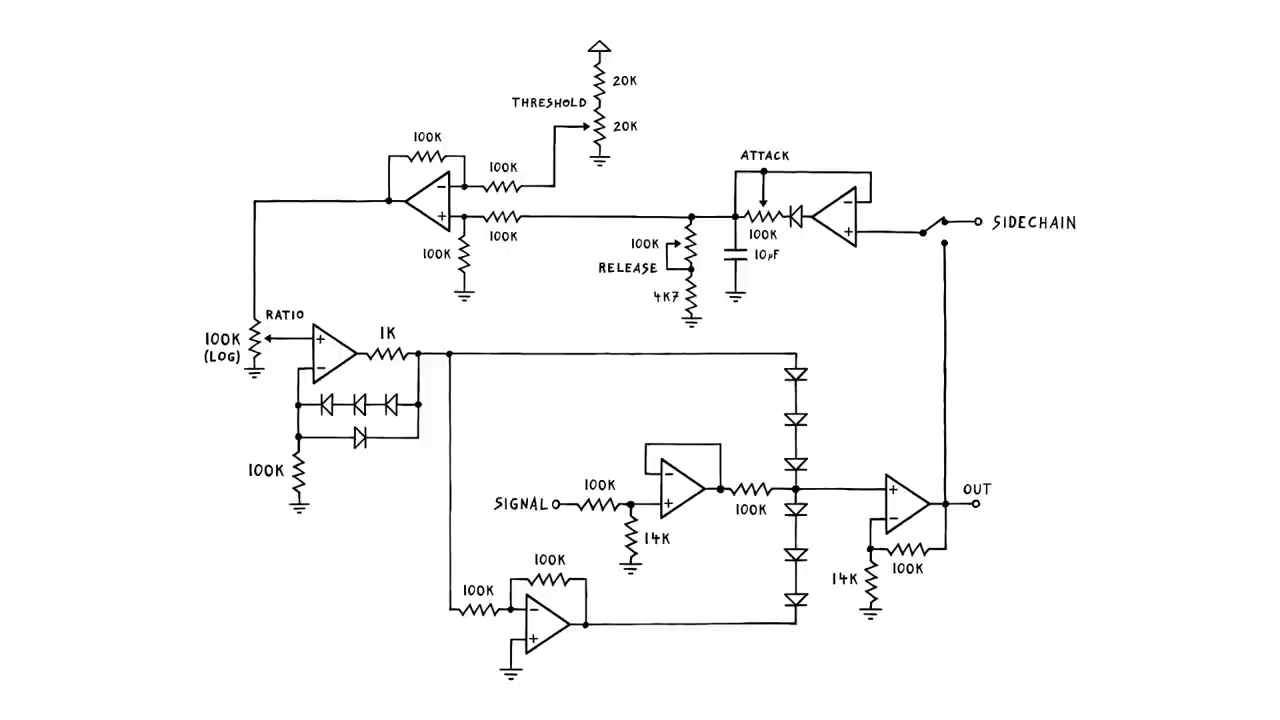 20K
THRESHOLD
20K
100K
100K
ATTACK
−
−
+
+
SIDECHAIN
100K
100K
100K
100K
10µF
RELEASE
4K7
RATIO
100K
(LOG)
+
1K
−
100K
100K
−
+
OUT
SIGNAL
+
100K
−
14K
100K
100K
14K
100K
−
+